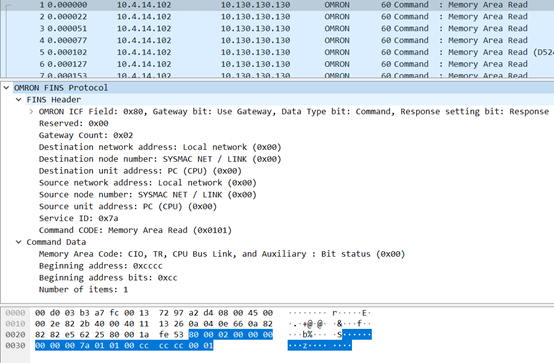 1 0.000000 10.4.14.102 10.130.130.130 OMRON 60 Command : Memory Area Read
2 0.000022 10.4.14.102 10.130.130.130 OMRON 60 Command : Memory Area Read
3 0.000051 10.4.14.102 10.130.130.130 OMRON 60 Command : Memory Area Read
4 0.000077 10.4.14.102 10.130.130.130 OMRON 60 Command : Memory Area Read
5 0.000102 10.4.14.102 10.130.130.130 OMRON 60 Command : Memory Area Read (D52
6 0.000127 10.4.14.102 10.130.130.130 OMRON 60 Command : Memory Area Read
7 0.000153 10.4.14.102 10.130.130.130 OMRON 60 Command : Memory Area Read
OMRON FINS Protocol
FINS Header
OMRON ICF Field: 0x80, Gateway bit: Use Gateway, Data Type bit: Command, Response setting bit: Response
Reserved: 0x00
Gateway Count: 0x02
Destination network address: Local network (0x00)
Destination node number: SYSMAC NET / LINK (0x00)
Destination unit address: PC (CPU) (0x00)
Source network address: Local network (0x00)
Source node number: SYSMAC NET / LINK (0x00)
Source unit address: PC (CPU) (0x00)
Service ID: 0x7a
Command CODE: Memory Area Read (0x0101)
Command Data
Memory Area Code: CIO, TR, CPU Bus Link, and Auxiliary : Bit status (0x00)
Beginning address: 0xcccc
Beginning address bits: 0xcc
Number of items: 1
0000 00 d0 03 b3 a7 fc 00 13 72 97 a2 d4 08 00 45 00 ········ r·····E·
0010 00 2e 82 2b 40 00 40 11 13 26 0a 04 0e 66 0a 82 ·.·+@·@· ·&···f··
0020 82 82 e5 62 25 80 00 1a fe 53 80 00 02 00 00 00 ···b%··· ·S······
0030 00 00 00 7a 01 01 00 cc cc cc 00 01 ···z···· ····